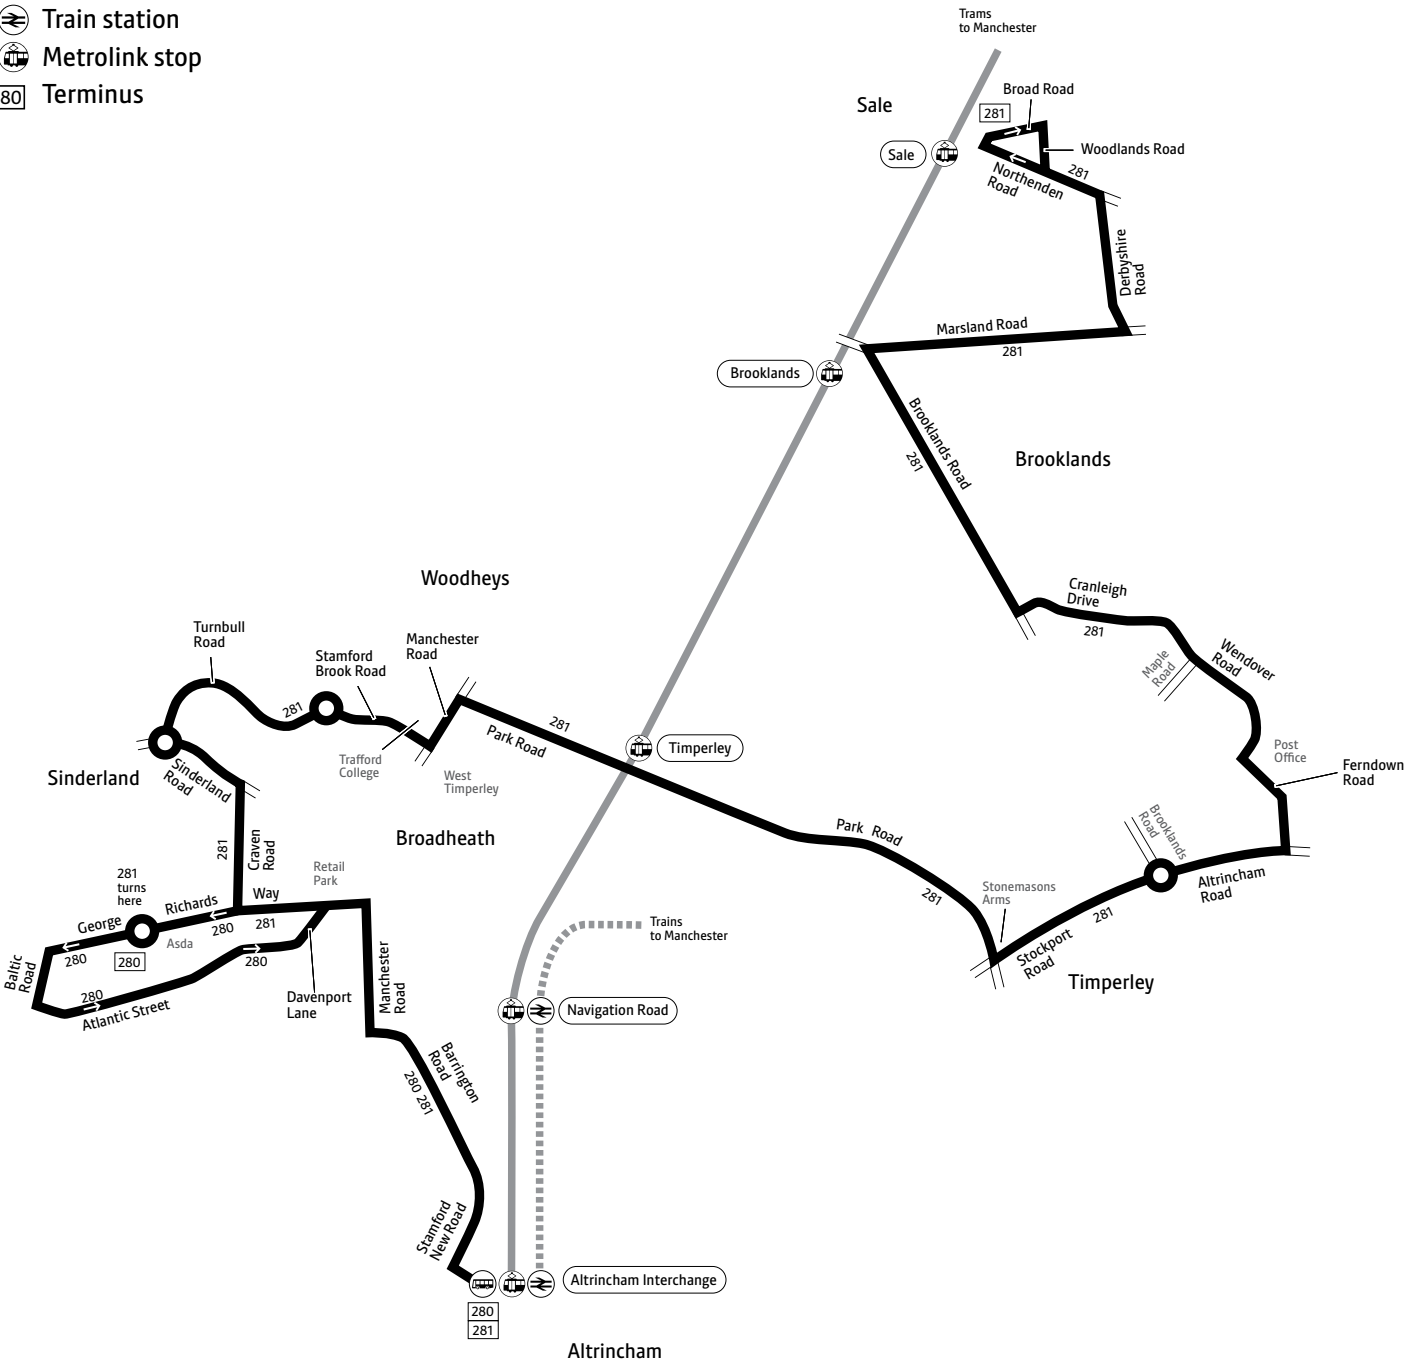 Train station
Metrolink stop
80
Terminus
Trams
to Manchester
Sale
Broad Road
281
Sale
Woodlands Road
281
Northenden
Road
Derbyshire
Road
Marsland Road
281
Brooklands
Brooklands Road
281
Brooklands
Woodheys
Cranleigh
Drive
281
Turnbull
Road
Manchester
Road
Stamford
Brook Road
Maple
Road
Wendover
Road
281
281
Park Road
Timperley
Trafford
College
West
Timperley
Post
Office
Ferndown
Road
Sinderland
Sinderland
Road
Broadheath
Park Road
Brooklands
Road
281
Craven
Road
281
turns
here
Retail
Park
281
Stonemasons
Arms
Altrincham
Road
281
George
Richards
Way
280
281
Asda
280
280
280
Trains
to Manchester
Stockport
Road
Timperley
Baltic
Road
280
Atlantic Street
Davenport
Lane
Manchester
Road
Navigation Road
Barrington
Road
280 281
Stamford
New Road
Altrincham Interchange
280
281
Altrincham